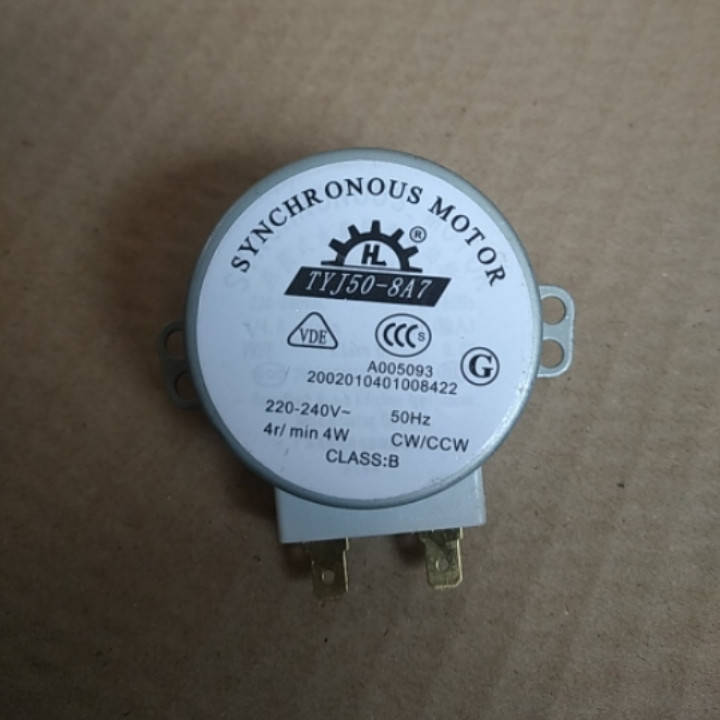 SYNCHRONOUS MOTOR
®
HL
TYJ50-8A7
VDE
CCC S
G
A005093
2002010401008422
220-240V~ 50Hz
4r/ min 4W CW/CCW
CLASS:B